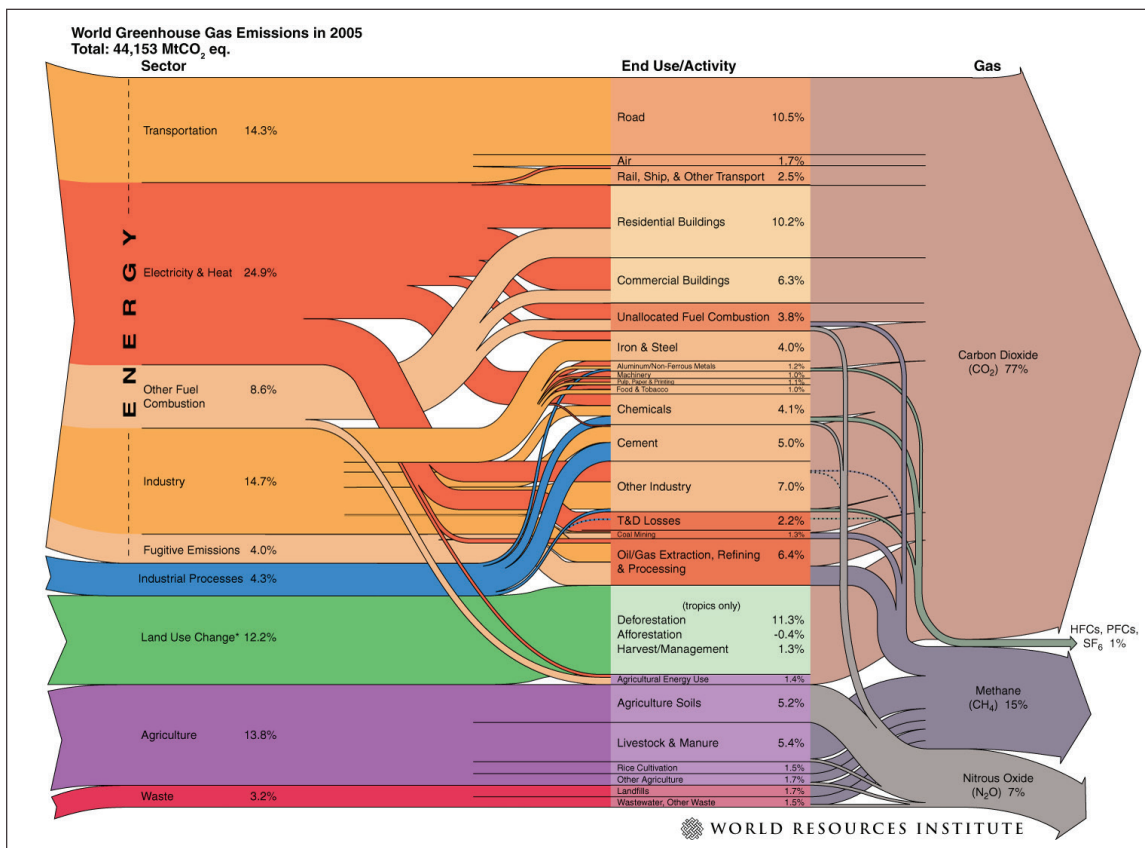 World Greenhouse Gas Emissions in 2005
Total: 44,153 MtCO2 eq.
Sector
End Use/Activity
Gas
ENERGY
Transportation 14.3%
Electricity & Heat 24.9%
Other Fuel
Combustion 8.6%
Industry 14.7%
Fugitive Emissions 4.0%
Industrial Processes 4.3%
Land Use Change* 12.2%
Agriculture 13.8%
Waste 3.2%
Road 10.5%
Air 1.7%
Rail, Ship, & Other Transport 2.5%
Residential Buildings 10.2%
Commercial Buildings 6.3%
Unallocated Fuel Combustion 3.8%
Iron & Steel 4.0%
Aluminum/Non-Ferrous Metals 1.2%
Machinery 1.0%
Pulp, Paper & Printing 1.1%
Food & Tobacco 1.0%
Chemicals 4.1%
Cement 5.0%
Other Industry 7.0%
T&D Losses 2.2%
Coal Mining 1.3%
Oil/Gas Extraction, Refining 6.4%
& Processing
(tropics only)
Deforestation 11.3%
Afforestation -0.4%
Harvest/Management 1.3%
Agricultural Energy Use 1.4%
Agriculture Soils 5.2%
Livestock & Manure 5.4%
Rice Cultivation 1.5%
Other Agriculture 1.7%
Landfills 1.7%
Wastewater, Other Waste 1.5%
Carbon Dioxide
(CO2) 77%
HFCs, PFCs,
SF6 1%
Methane
(CH4) 15%
Nitrous Oxide
(N2O) 7%
WORLD RESOURCES INSTITUTE